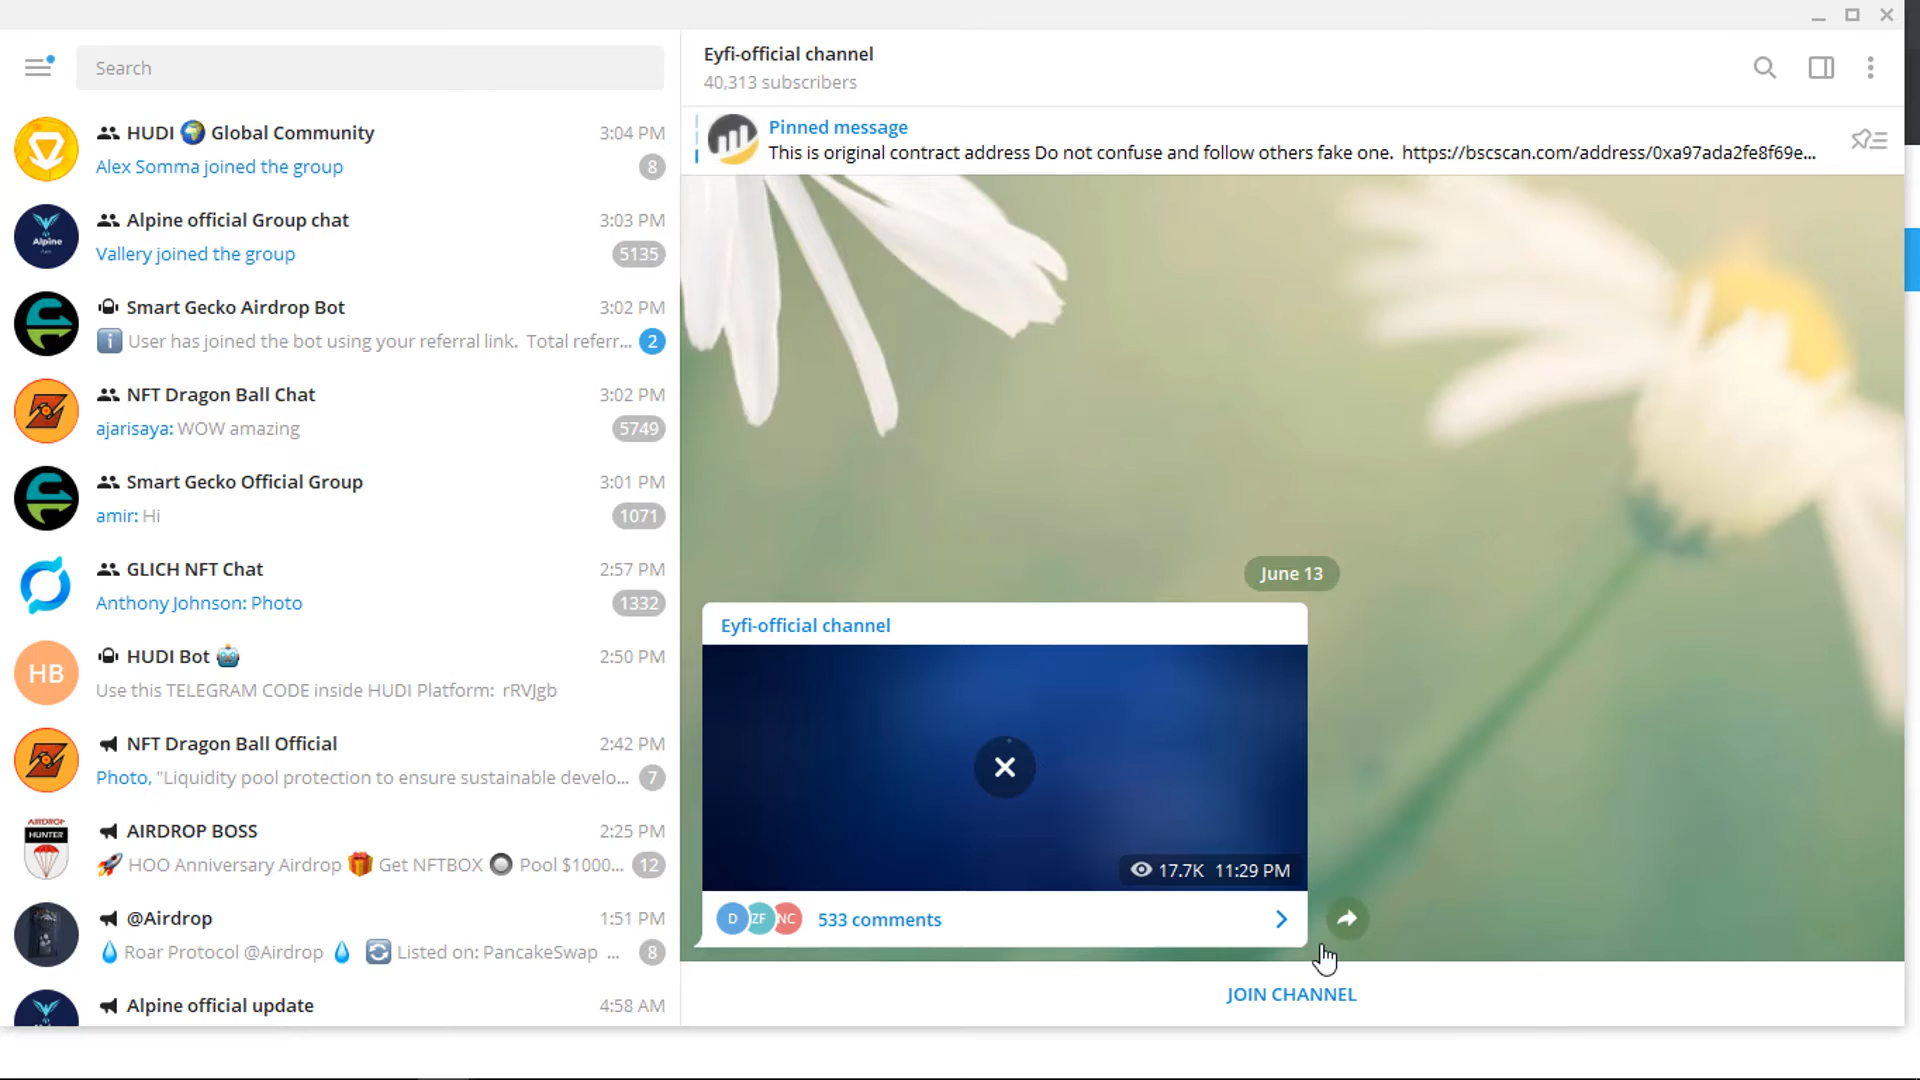 Search
HUDI 🌍 Global Community 3:04 PM
Alex Somma joined the group 8
Alpine official Group chat 3:03 PM
Vallery joined the group 5135
Alpine
Smart Gecko Airdrop Bot 3:02 PM
ℹ️ User has joined the bot using your referral link. Total referr... 2
NFT Dragon Ball Chat 3:02 PM
ajarisaya: WOW amazing 5749
Smart Gecko Official Group 3:01 PM
amir: Hi 1071
GLICH NFT Chat 2:57 PM
Anthony Johnson: Photo 1332
HB
HUDI Bot 🤖 2:50 PM
Use this TELEGRAM CODE inside HUDI Platform: rRVJgb
NFT Dragon Ball Official 2:42 PM
Photo, "Liquidity pool protection to ensure sustainable develo... 7
AIRDROP
HUNTER
AIRDROP BOSS 2:25 PM
🚀 HOO Anniversary Airdrop 🎁 Get NFTBOX 🔘 Pool $1000... 12
@Airdrop 1:51 PM
💧 Roar Protocol @Airdrop 💧 🔄 Listed on: PancakeSwap ... 8
Alpine official update 4:58 AM
Eyfi-official channel
40,313 subscribers
Pinned message
This is original contract address Do not confuse and follow others fake one. https://bscscan.com/address/0xa97ada2fe8f69e...
June 13
Eyfi-official channel
17.7K 11:29 PM
D ZF NC 533 comments
JOIN CHANNEL